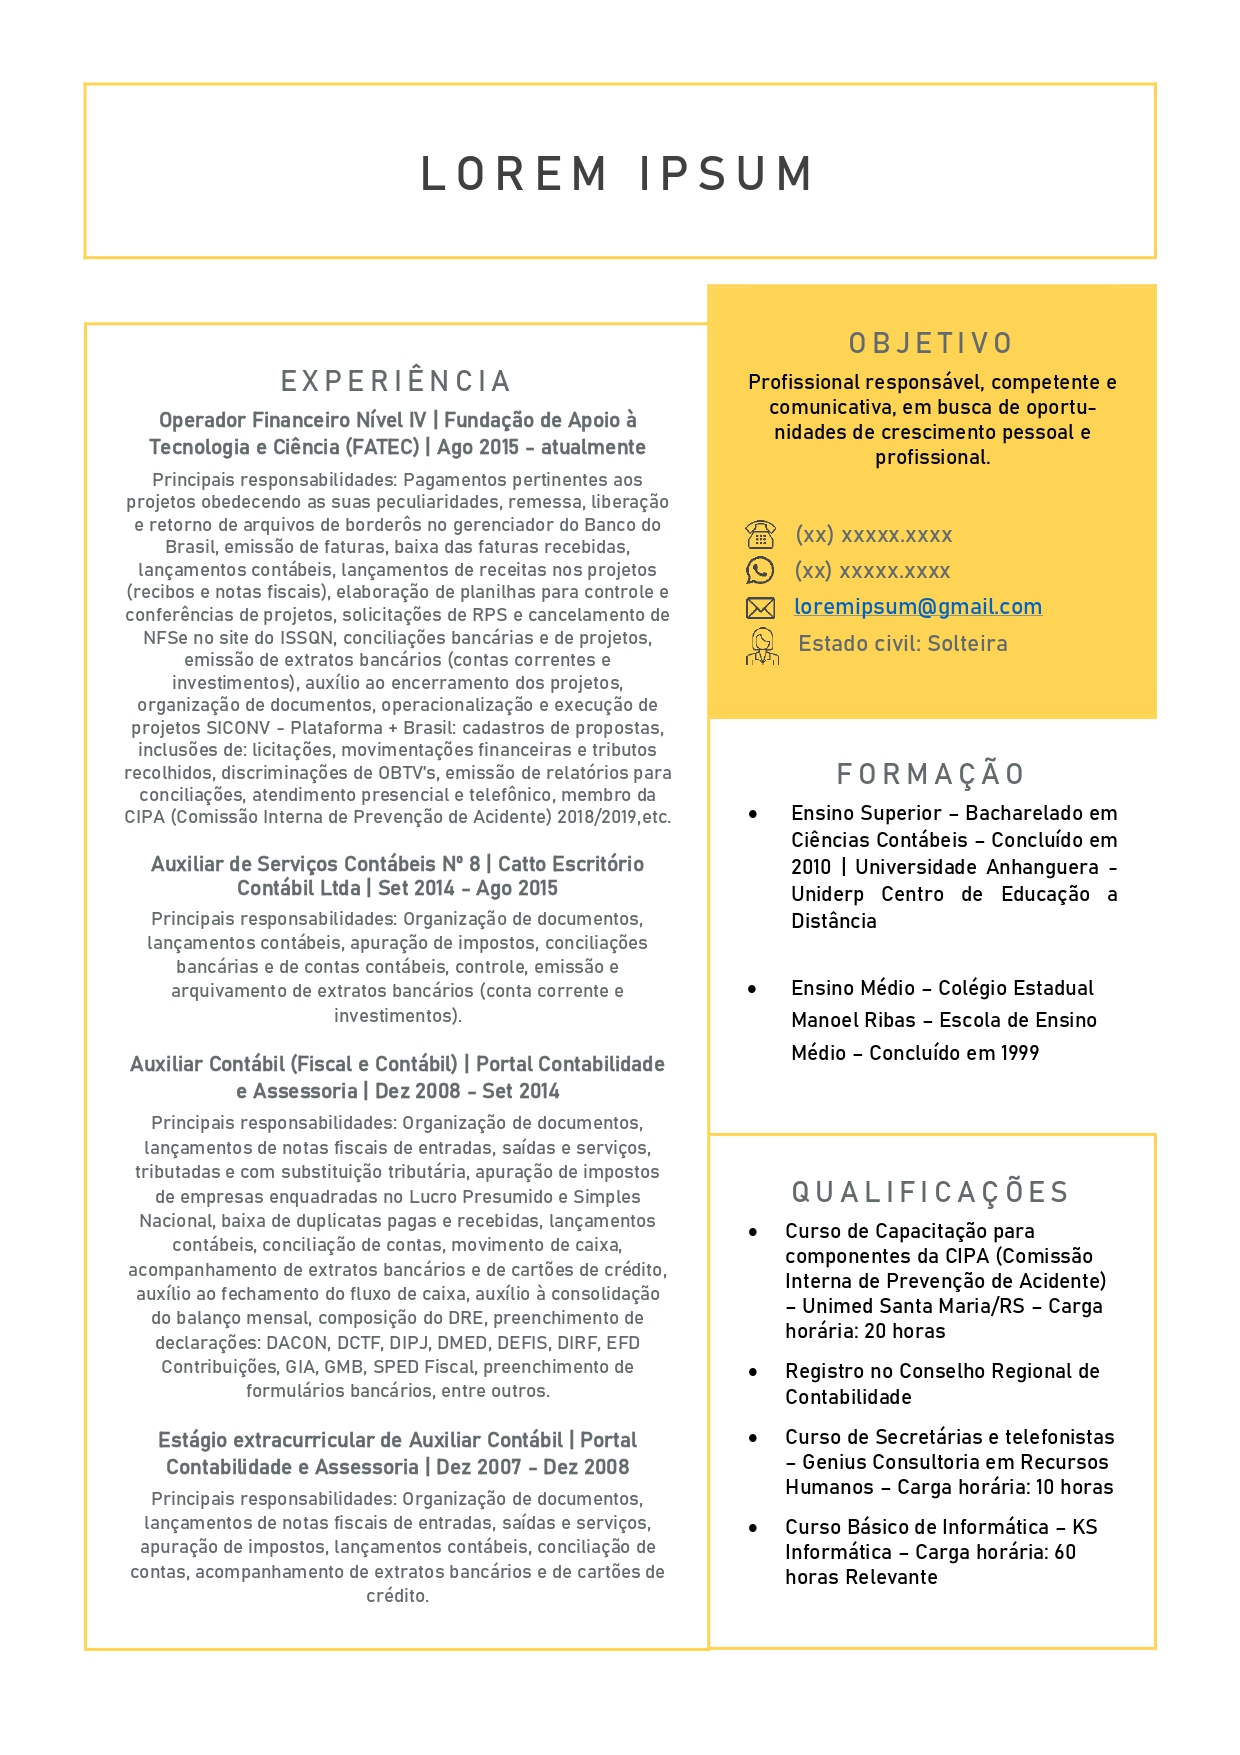 LOREM IPSUM
EXPERIÊNCIA
Operador Financeiro Nível IV | Fundação de Apoio à
Tecnologia e Ciência (FATEC) | Ago 2015 - atualmente
Principais responsabilidades: Pagamentos pertinentes aos
projetos obedecendo as suas peculiaridades, remessa, liberação
e retorno de arquivos de borderôs no gerenciador do Banco do
Brasil, emissão de faturas, baixa das faturas recebidas,
lançamentos contábeis, lançamentos de receitas nos projetos
(recibos e notas fiscais), elaboração de planilhas para controle e
conferências de projetos, solicitações de RPS e cancelamento de
NFSe no site do ISSQN, conciliações bancárias e de projetos,
emissão de extratos bancários (contas correntes e
investimentos), auxílio ao encerramento dos projetos,
organização de documentos, operacionalização e execução de
projetos SICONV - Plataforma + Brasil: cadastros de propostas,
inclusões de: licitações, movimentações financeiras e tributos
recolhidos, discriminações de OBTV's, emissão de relatórios para
conciliações, atendimento presencial e telefônico, membro da
CIPA (Comissão Interna de Prevenção de Acidente) 2018/2019,etc.
Auxiliar de Serviços Contábeis Nº 8 | Catto Escritório
Contábil Ltda | Set 2014 - Ago 2015
Principais responsabilidades: Organização de documentos,
lançamentos contábeis, apuração de impostos, conciliações
bancárias e de contas contábeis, controle, emissão e
arquivamento de extratos bancários (conta corrente e
investimentos).
Auxiliar Contábil (Fiscal e Contábil) | Portal Contabilidade
e Assessoria | Dez 2008 - Set 2014
Principais responsabilidades: Organização de documentos,
lançamentos de notas fiscais de entradas, saídas e serviços,
tributadas e com substituição tributária, apuração de impostos
de empresas enquadradas no Lucro Presumido e Simples
Nacional, baixa de duplicatas pagas e recebidas, lançamentos
contábeis, conciliação de contas, movimento de caixa,
acompanhamento de extratos bancários e de cartões de crédito,
auxílio ao fechamento do fluxo de caixa, auxílio à consolidação
do balanço mensal, composição do DRE, preenchimento de
declarações: DACON, DCTF, DIPJ, DMED, DEFIS, DIRF, EFD
Contribuições, GIA, GMB, SPED Fiscal, preenchimento de
formulários bancários, entre outros.
Estágio extracurricular de Auxiliar Contábil | Portal
Contabilidade e Assessoria | Dez 2007 - Dez 2008
Principais responsabilidades: Organização de documentos,
lançamentos de notas fiscais de entradas, saídas e serviços,
apuração de impostos, lançamentos contábeis, conciliação de
contas, acompanhamento de extratos bancários e de cartões de
crédito.
OBJETIVO
Profissional responsável, competente e
comunicativa, em busca de oportu-
nidades de crescimento pessoal e
profissional.
(xx) xxxxx.xxxx
(xx) xxxxx.xxxx
loremipsum@gmail.com
Estado civil: Solteira
FORMAÇÃO
• Ensino Superior – Bacharelado em
Ciências Contábeis – Concluído em
2010 | Universidade Anhanguera -
Uniderp Centro de Educação a
Distância
• Ensino Médio – Colégio Estadual
Manoel Ribas – Escola de Ensino
Médio – Concluído em 1999
QUALIFICAÇÕES
• Curso de Capacitação para
componentes da CIPA (Comissão
Interna de Prevenção de Acidente)
– Unimed Santa Maria/RS – Carga
horária: 20 horas
• Registro no Conselho Regional de
Contabilidade
• Curso de Secretárias e telefonistas
– Genius Consultoria em Recursos
Humanos – Carga horária: 10 horas
• Curso Básico de Informática – KS
Informática – Carga horária: 60
horas Relevante